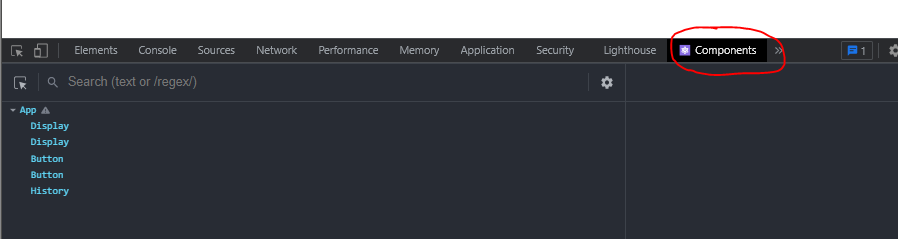 Elements Console Sources Network Performance Memory Application Security Lighthouse Components » 1
Search (text or /regex/)
App
Display
Display
Button
Button
History